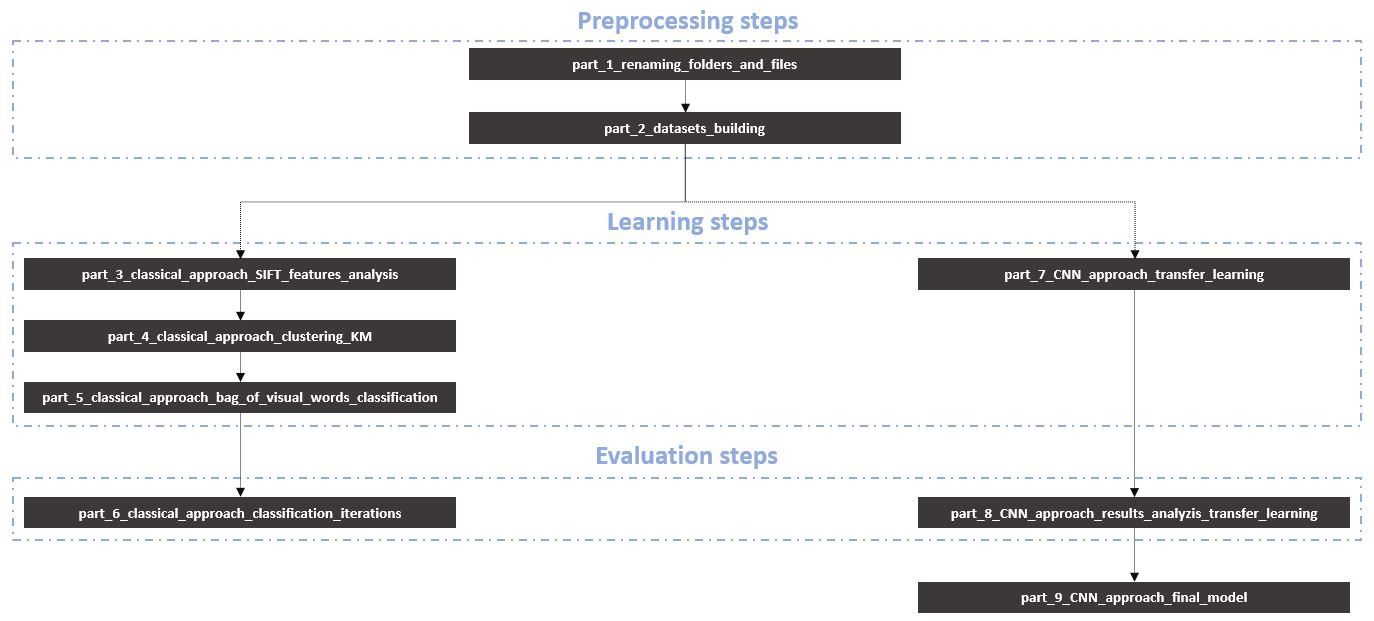 Preprocessing steps
part_1_renaming_folders_and_files
part_2_datasets_building
Learning steps
part_3_classical_approach_SIFT_features_analysis
part_7_CNN_approach_transfer_learning
part_4_classical_approach_clustering_KM
part_5_classical_approach_bag_of_visual_words_classification
Evaluation steps
part_6_classical_approach_classification_iterations
part_8_CNN_approach_results_analyzis_transfer_learning
part_9_CNN_approach_final_model